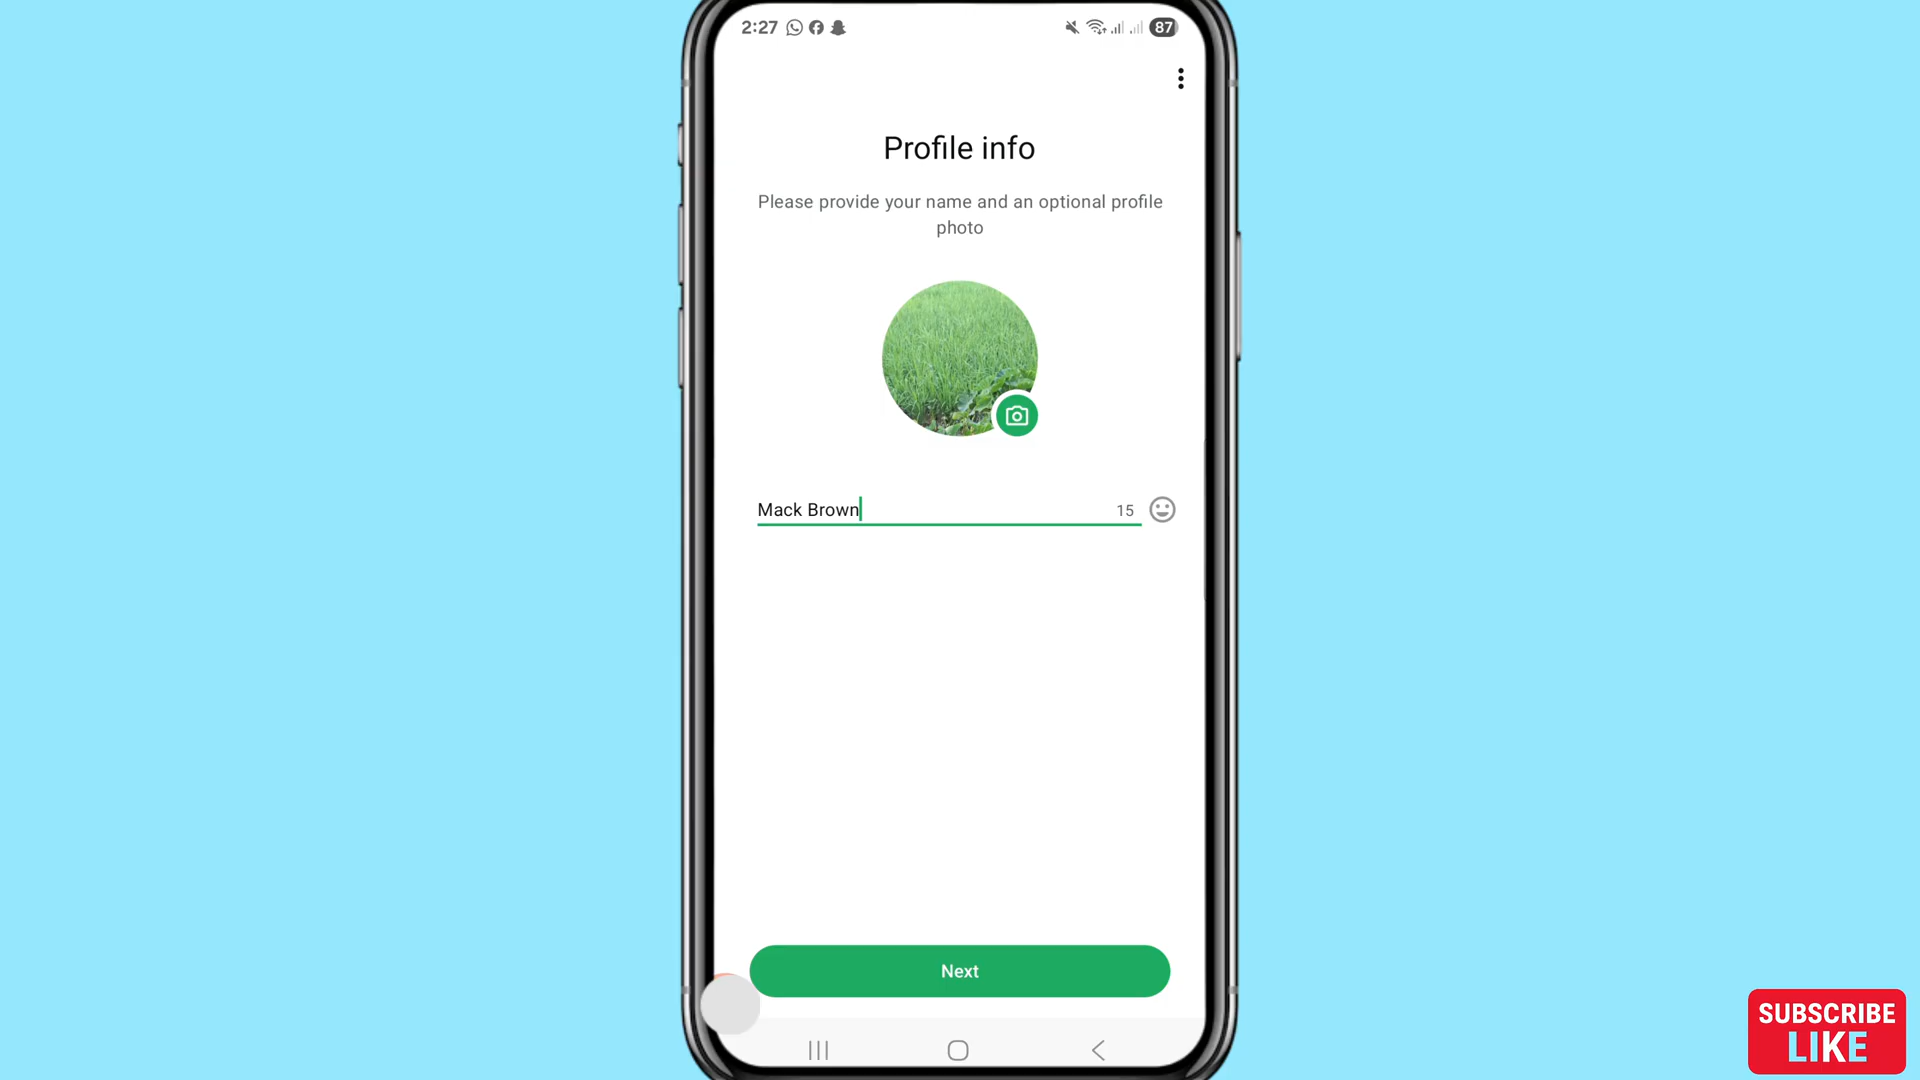 2:27
87
Profile info
Please provide your name and an optional profile
photo
Mack Brown
15
Next
SUBSCRIBE
LIKE